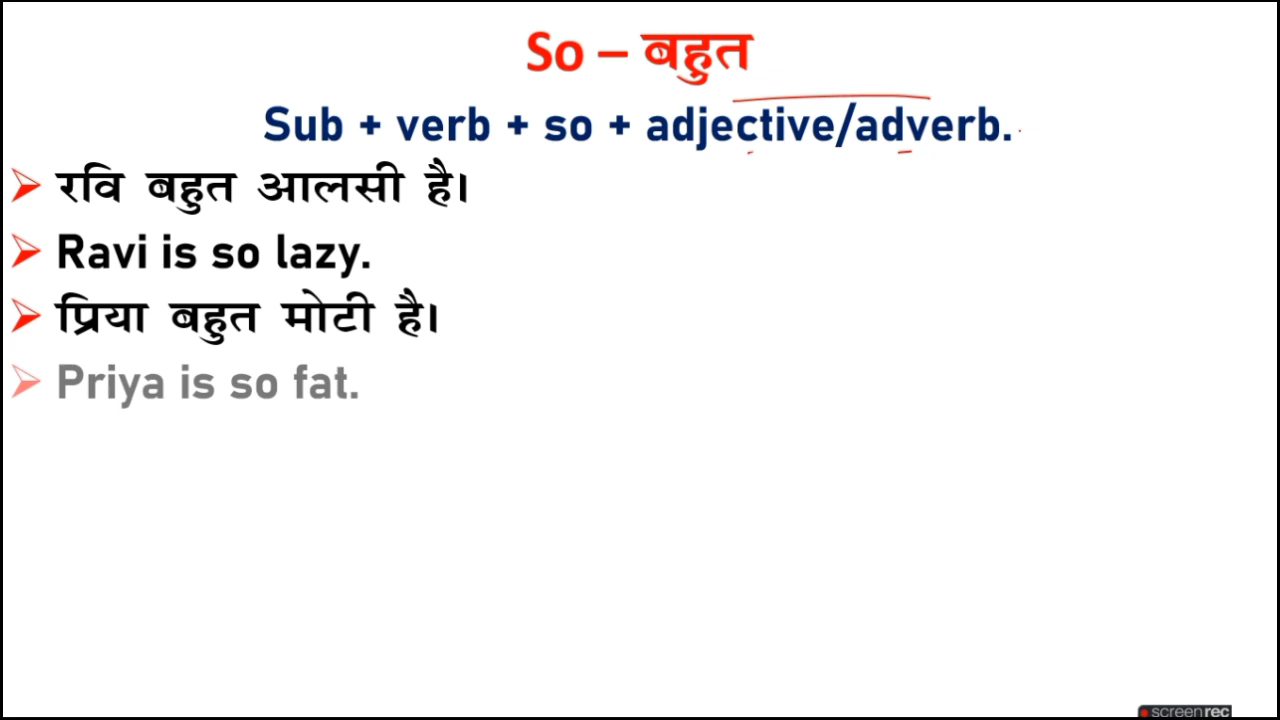 So – बहुत
Sub + verb + so + adjective/adverb.
रवि बहुत आलसी है।
Ravi is so lazy.
प्रिया बहुत मोटी है।
Priya is so fat.
screenrec